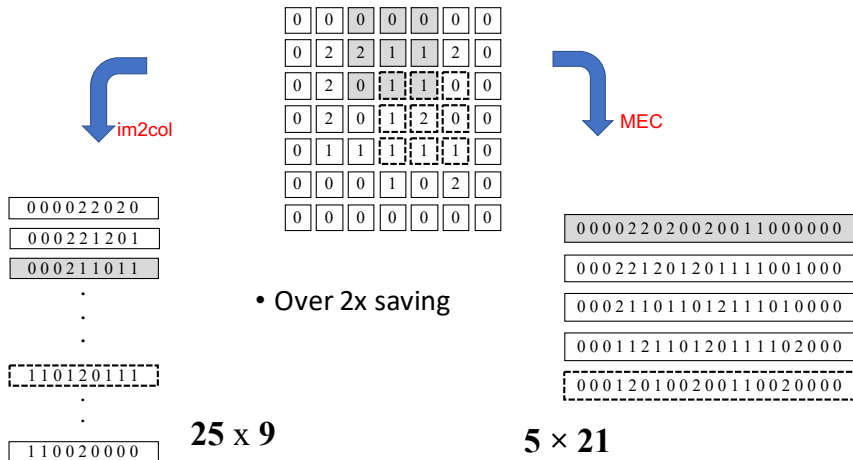 0 0 0 0 0 0 0
0 2 2 1 1 2 0
0 2 0 1 1 0 0
0 2 0 1 2 0 0
0 1 1 1 1 1 0
0 0 0 1 0 2 0
0 0 0 0 0 0 0
im2col
MEC
0 0 0 0 2 2 0 2 0
0 0 0 2 2 1 2 0 1
0 0 0 2 1 1 0 1 1
.
.
.
1 1 0 1 2 0 1 1 1
.
.
1 1 0 0 2 0 0 0 0
25 x 9
• Over 2x saving
0 0 0 0 2 2 0 2 0 0 2 0 0 1 1 0 0 0 0 0 0
0 0 0 2 2 1 2 0 1 2 0 1 1 1 1 0 0 1 0 0 0
0 0 0 2 1 1 0 1 1 0 1 2 1 1 1 0 1 0 0 0 0
0 0 0 1 1 2 1 1 0 1 2 0 1 1 1 1 0 2 0 0 0
0 0 0 1 2 0 1 0 0 2 0 0 1 1 0 0 2 0 0 0 0
5 × 21